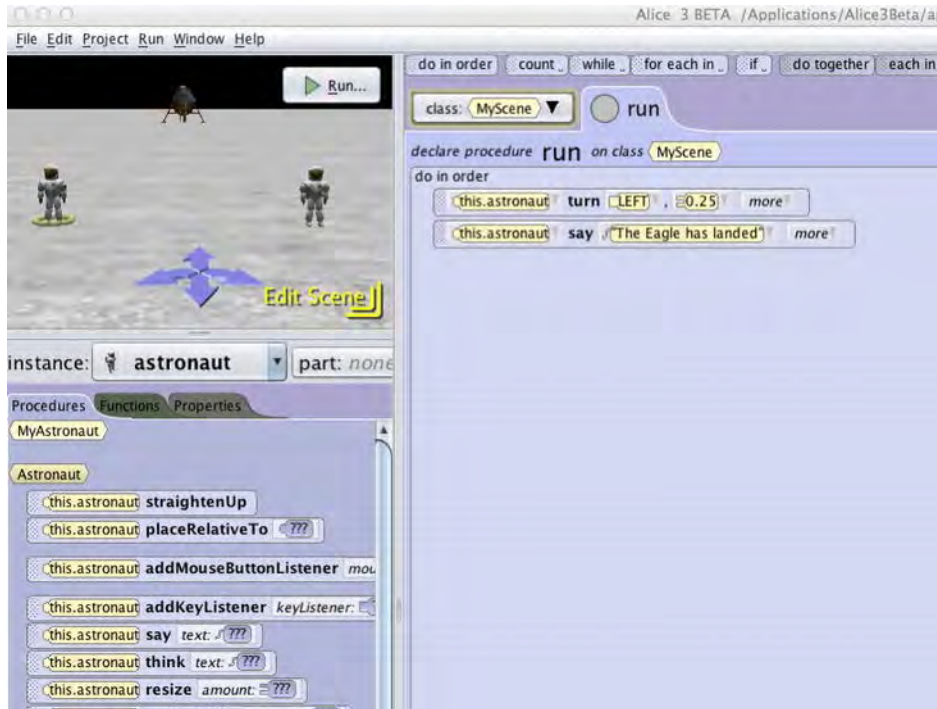 Alice 3 BETA /Applications/Alice3Beta/a
File Edit Project Run Window Help
Run...
Edit Scene
instance: astronaut part: none
Procedures Functions Properties
MyAstronaut
Astronaut
this.astronaut straightenUp
this.astronaut placeRelativeTo ???
this.astronaut addMouseButtonListener mou
this.astronaut addKeyListener keyListener:
this.astronaut say text: ???
this.astronaut think text: ???
this.astronaut resize amount: ???
do in order count _ while _ for each in _ if _ do together each in
class: MyScene run
declare procedure run on class MyScene
do in order
this.astronaut turn LEFT , 0.25 more
this.astronaut say "The Eagle has landed" more